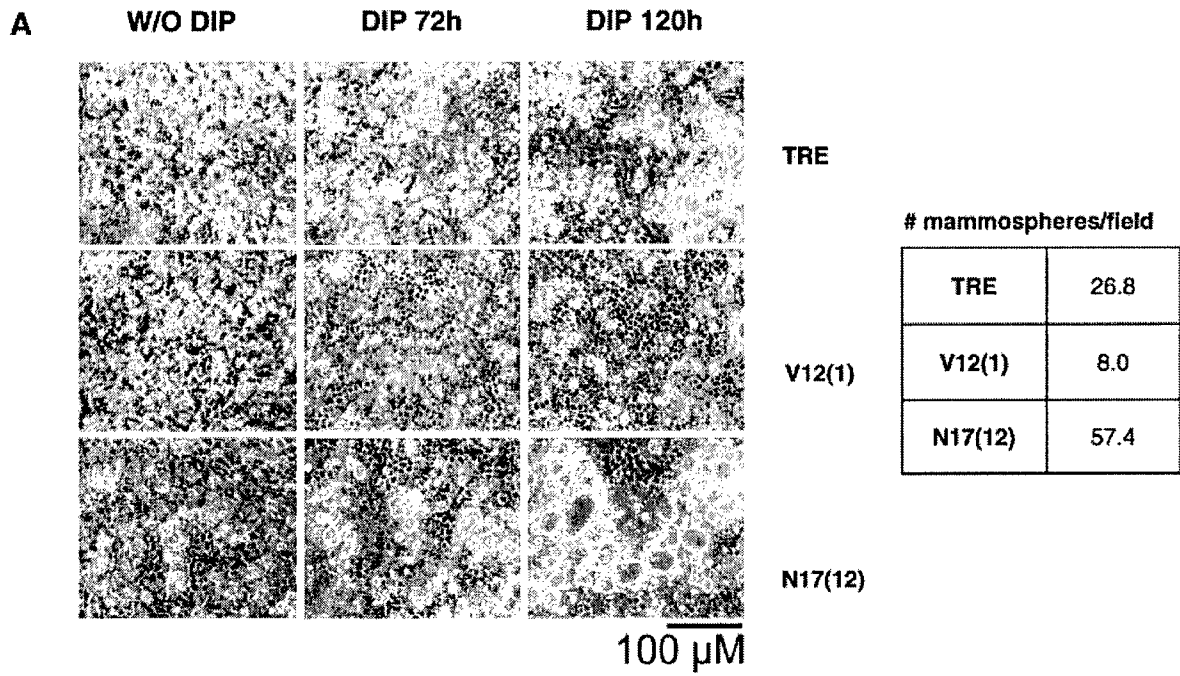 A
W/O DIP DIP 72h DIP 120h
TRE
V12(1)
N17(12)
100 µM
# mammospheres/field
TRE 26.8
V12(1) 8.0
N17(12) 57.4